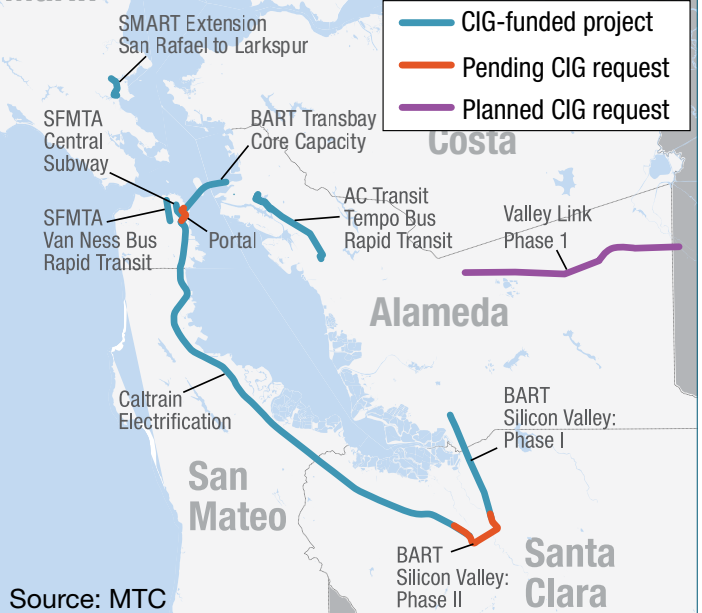 CIG-funded project
Pending CIG request
Planned CIG request
SMART Extension
San Rafael to Larkspur
SFMTA
Central
Subway
BART Transbay
Core Capacity
Costa
SFMTA
Van Ness Bus
Rapid Transit
Portal
AC Transit
Tempo Bus
Rapid Transit
Valley Link
Phase 1
Alameda
Caltrain
Electrification
BART
Silicon Valley:
Phase I
San
Mateo
BART
Silicon Valley:
Phase II
Santa
Clara
Source: MTC